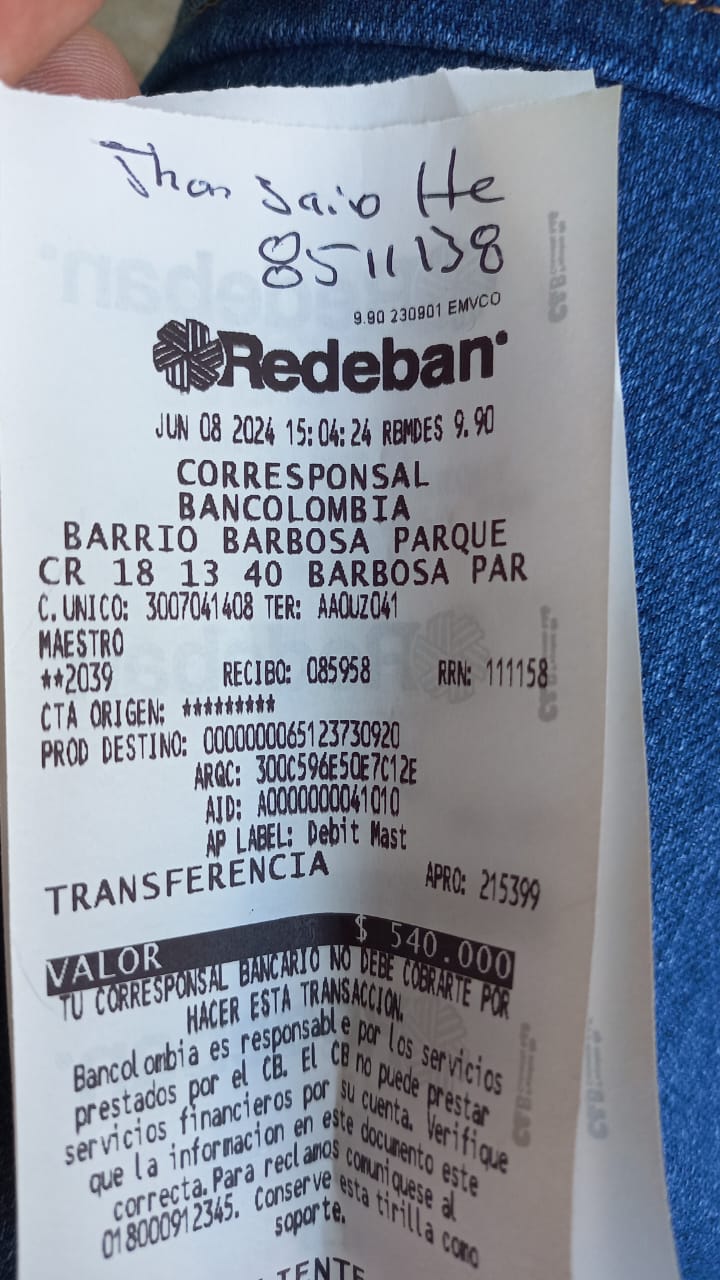 Jhon Jairo He
8511138
9.90 230901 EMVCO
Redeban
JUN 08 2024 15:04:24 RBMDES 9.90
CORRESPONSAL
BANCOLOMBIA
BARRIO BARBOSA PARQUE
CR 18 13 40 BARBOSA PAR
C. UNICO: 3007041408 TER: AAOUZ041
MAESTRO
**2039 RECIBO: 085958 RRN: 111158
CTA ORIGEN: *********
PROD DESTINO: 0000000065123730920
ARQC: 300C596E50E7C12E
AID: A0000000041010
AP LABEL: Debit Mast
TRANSFERENCIA APRO: 215399
VALOR $ 540.000
TU CORRESPONSAL BANCARIO NO DEBE COBRARTE POR
HACER ESTA TRANSACCION.
Bancolombia es responsable por los servicios
prestados por el CB. El CB no puede prestar
servicios financieros por su cuenta. Verifique
que la informacion en este documento este
correcta. Para reclamos comuniquese al
018000912345. Conserve esta tirilla como
soporte.